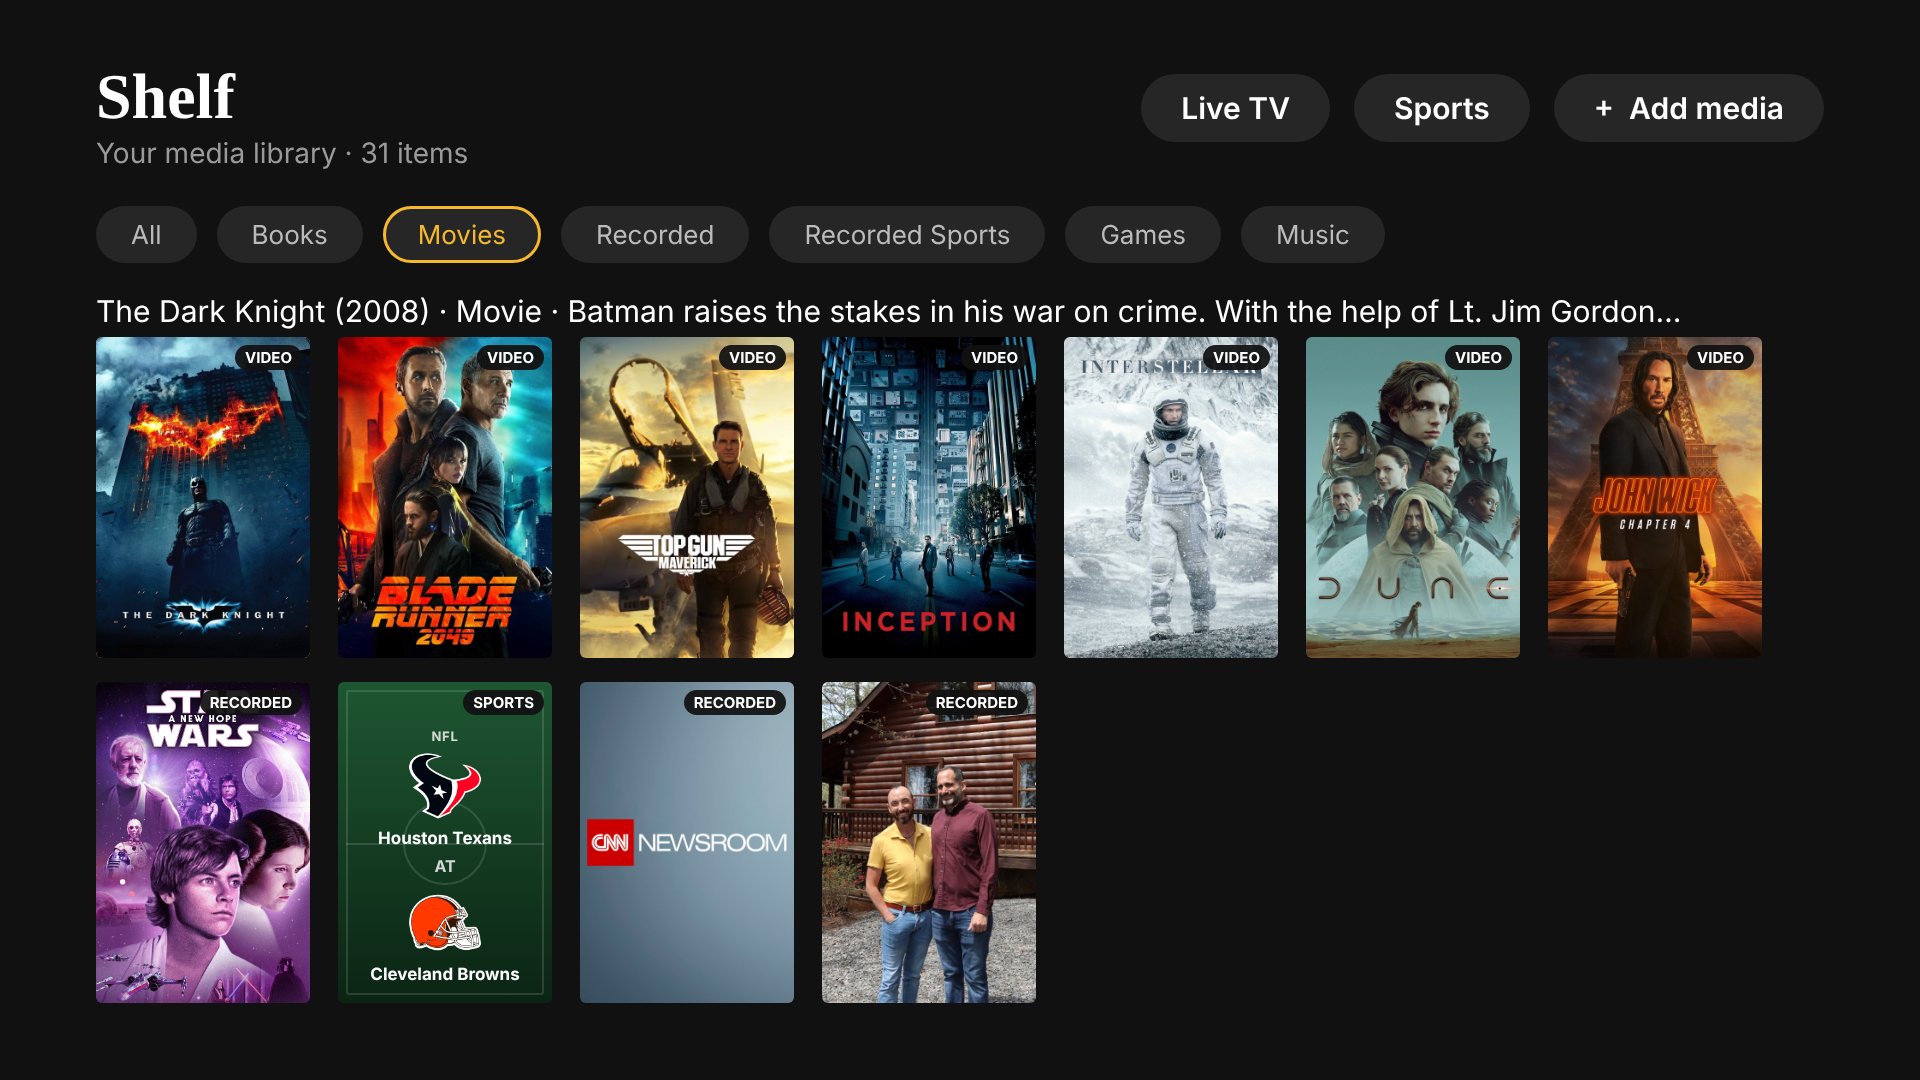 Shelf
Your media library · 31 items
Live TV
Sports
+ Add media
All
Books
Movies
Recorded
Recorded Sports
Games
Music
The Dark Knight (2008) · Movie · Batman raises the stakes in his war on crime. With the help of Lt. Jim Gordon...
VIDEO
THE DARK KNIGHT
VIDEO
BLADE
RUNNER
2049
VIDEO
TOP GUN
MAVERICK
VIDEO
INCEPTION
VIDEO
INTERSTELLAR
VIDEO
DUNE
VIDEO
JOHN WICK
CHAPTER 4
RECORDED
STAR
A NEW HOPE
WARS
SPORTS
NFL
Houston Texans
AT
Cleveland Browns
RECORDED
CNN NEWSROOM
RECORDED